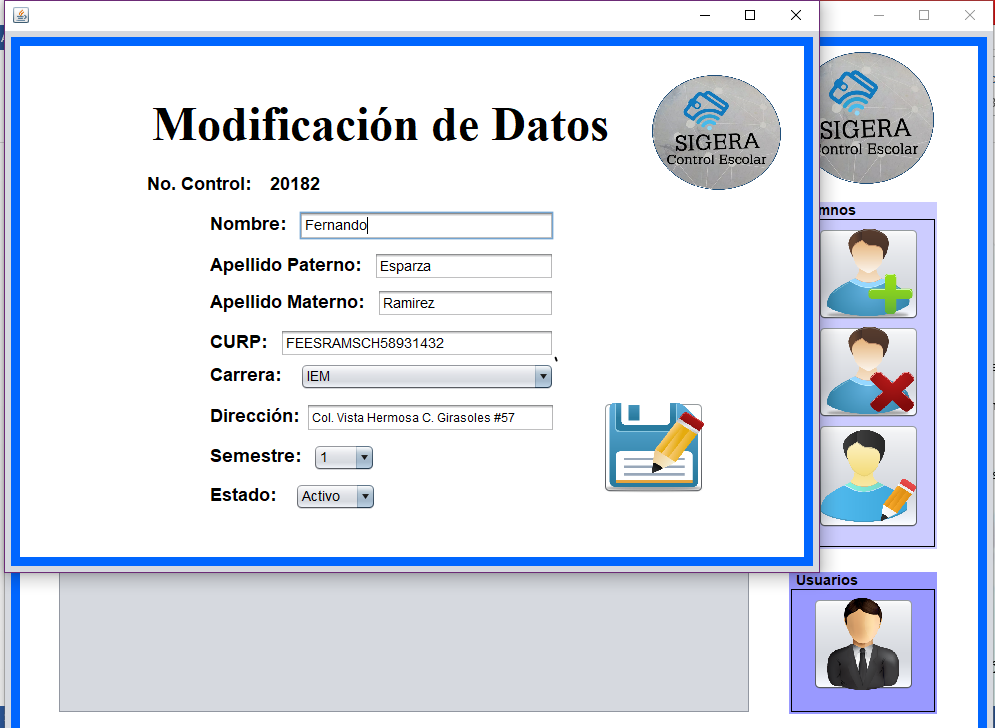 Modificación de Datos
SIGERA
Control Escolar
No. Control: 20182
Nombre: Fernando
Apellido Paterno: Esparza
Apellido Materno: Ramirez
CURP: FEESRAMSCH58931432
Carrera: IEM
Dirección: Col. Vista Hermosa C. Girasoles #57
Semestre: 1
Estado: Activo
SIGERA
ontrol Escolar
mnos
Usuarios